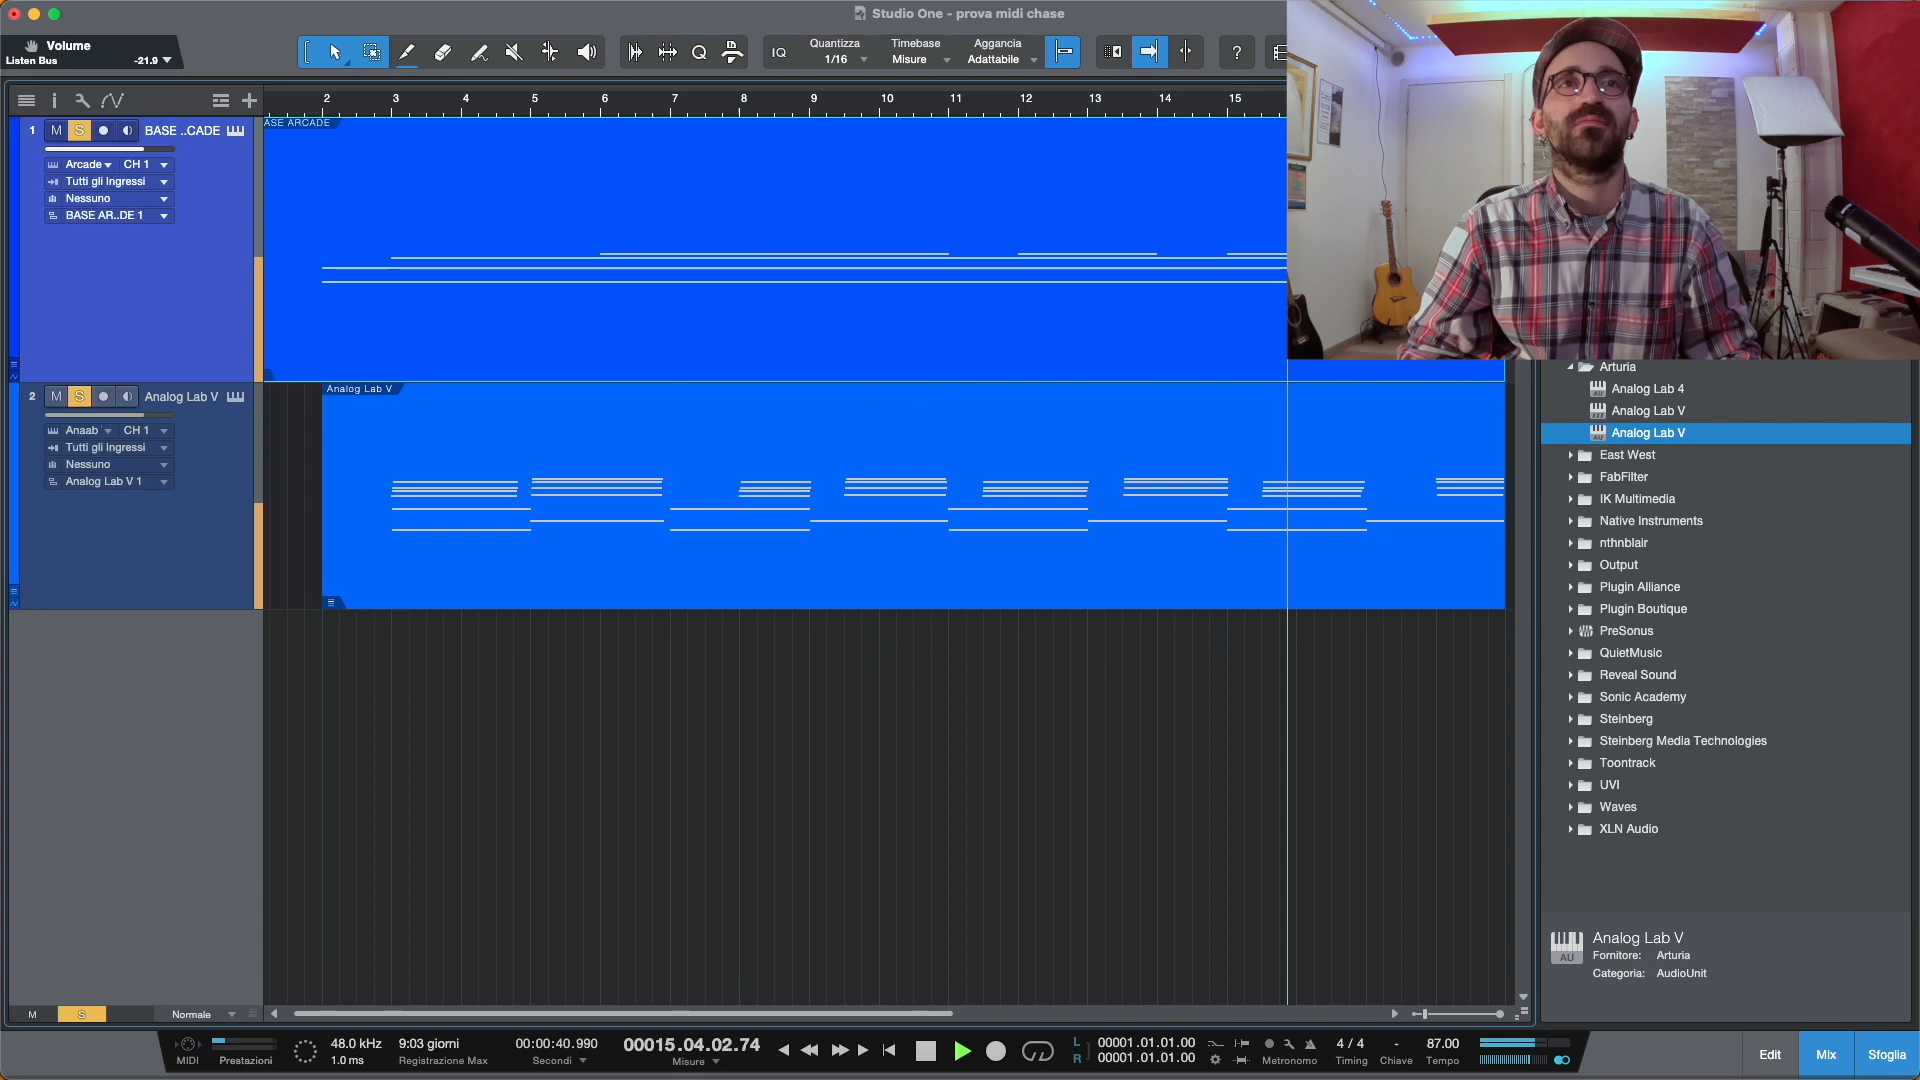 Studio One - prova midi chase
Volume
Listen Bus
-21.9
IQ
Quantizza
1/16
Timebase
Misure
Aggancia
Adattabile
?
2 3 4 5 6 7 8 9 10 11 12 13 14 15
1 M S BASE ..CADE
Arcade CH 1
Tutti gli Ingressi
Nessuno
BASE AR..DE 1
ASE ARCADE
2 M S Analog Lab V
Anaab CH 1
Tutti gli Ingressi
Nessuno
Analog Lab V 1
Analog Lab V
Arturia
Analog Lab 4
Analog Lab V
Analog Lab V
East West
FabFilter
IK Multimedia
Native Instruments
nthnblair
Output
Plugin Alliance
Plugin Boutique
PreSonus
QuietMusic
Reveal Sound
Sonic Academy
Steinberg
Steinberg Media Technologies
Toontrack
UVI
Waves
XLN Audio
AU
Analog Lab V
Fornitore: Arturia
Categoria: AudioUnit
M S Normale
MIDI
Prestazioni
48.0 kHz
1.0 ms
9:03 giorni
Registrazione Max
00:00:40.990
Secondi
00015.04.02.74
Misure
L 00001.01.01.00
R 00001.01.01.00
Metronomo
4 / 4
Timing
-
Chiave
87.00
Tempo
Edit
Mix
Sfoglia